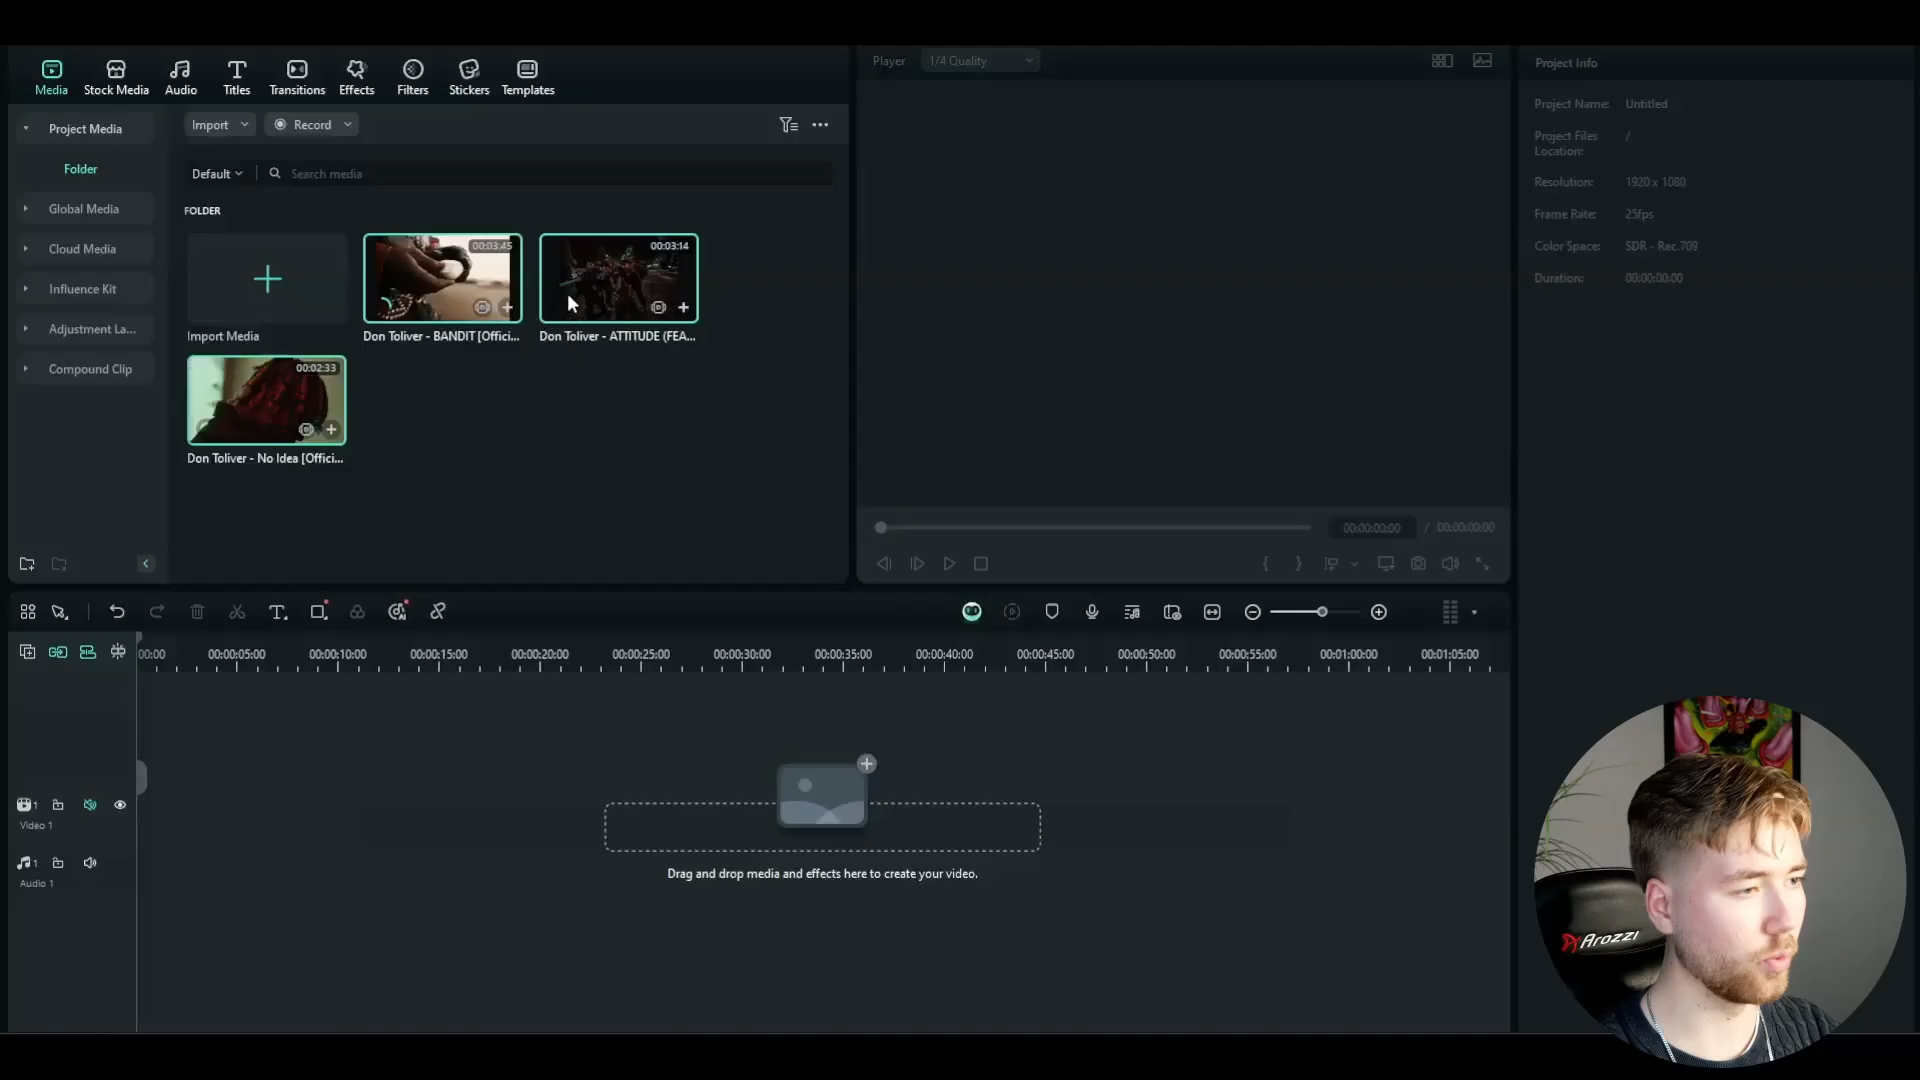 Media
Stock Media
Audio
Titles
Transitions
Effects
Filters
Stickers
Templates
Player
1/4 Quality
Project Info
Project Media
Import
Record
Project Name:
Untitled
Project Files Location:
/
Folder
Default
Search media
Resolution:
1920 x 1080
Global Media
FOLDER
Frame Rate:
25fps
Cloud Media
00:03:45
00:03:14
Color Space:
SDR - Rec.709
Influence Kit
Duration:
00:00:00:00
Adjustment La...
Import Media
Don Toliver - BANDIT [Offici...
Don Toliver - ATTITUDE (FEA...
Compound Clip
00:02:33
Don Toliver - No Idea [Offici...
00:00:00:00
/
00:00:00:00
00:00
00:00:05:00
00:00:10:00
00:00:15:00
00:00:20:00
00:00:25:00
00:00:30:00
00:00:35:00
00:00:40:00
00:00:45:00
00:00:50:00
00:00:55:00
00:01:00:00
00:01:05:00
1
Video 1
1
Audio 1
Drag and drop media and effects here to create your video.
Arozzi